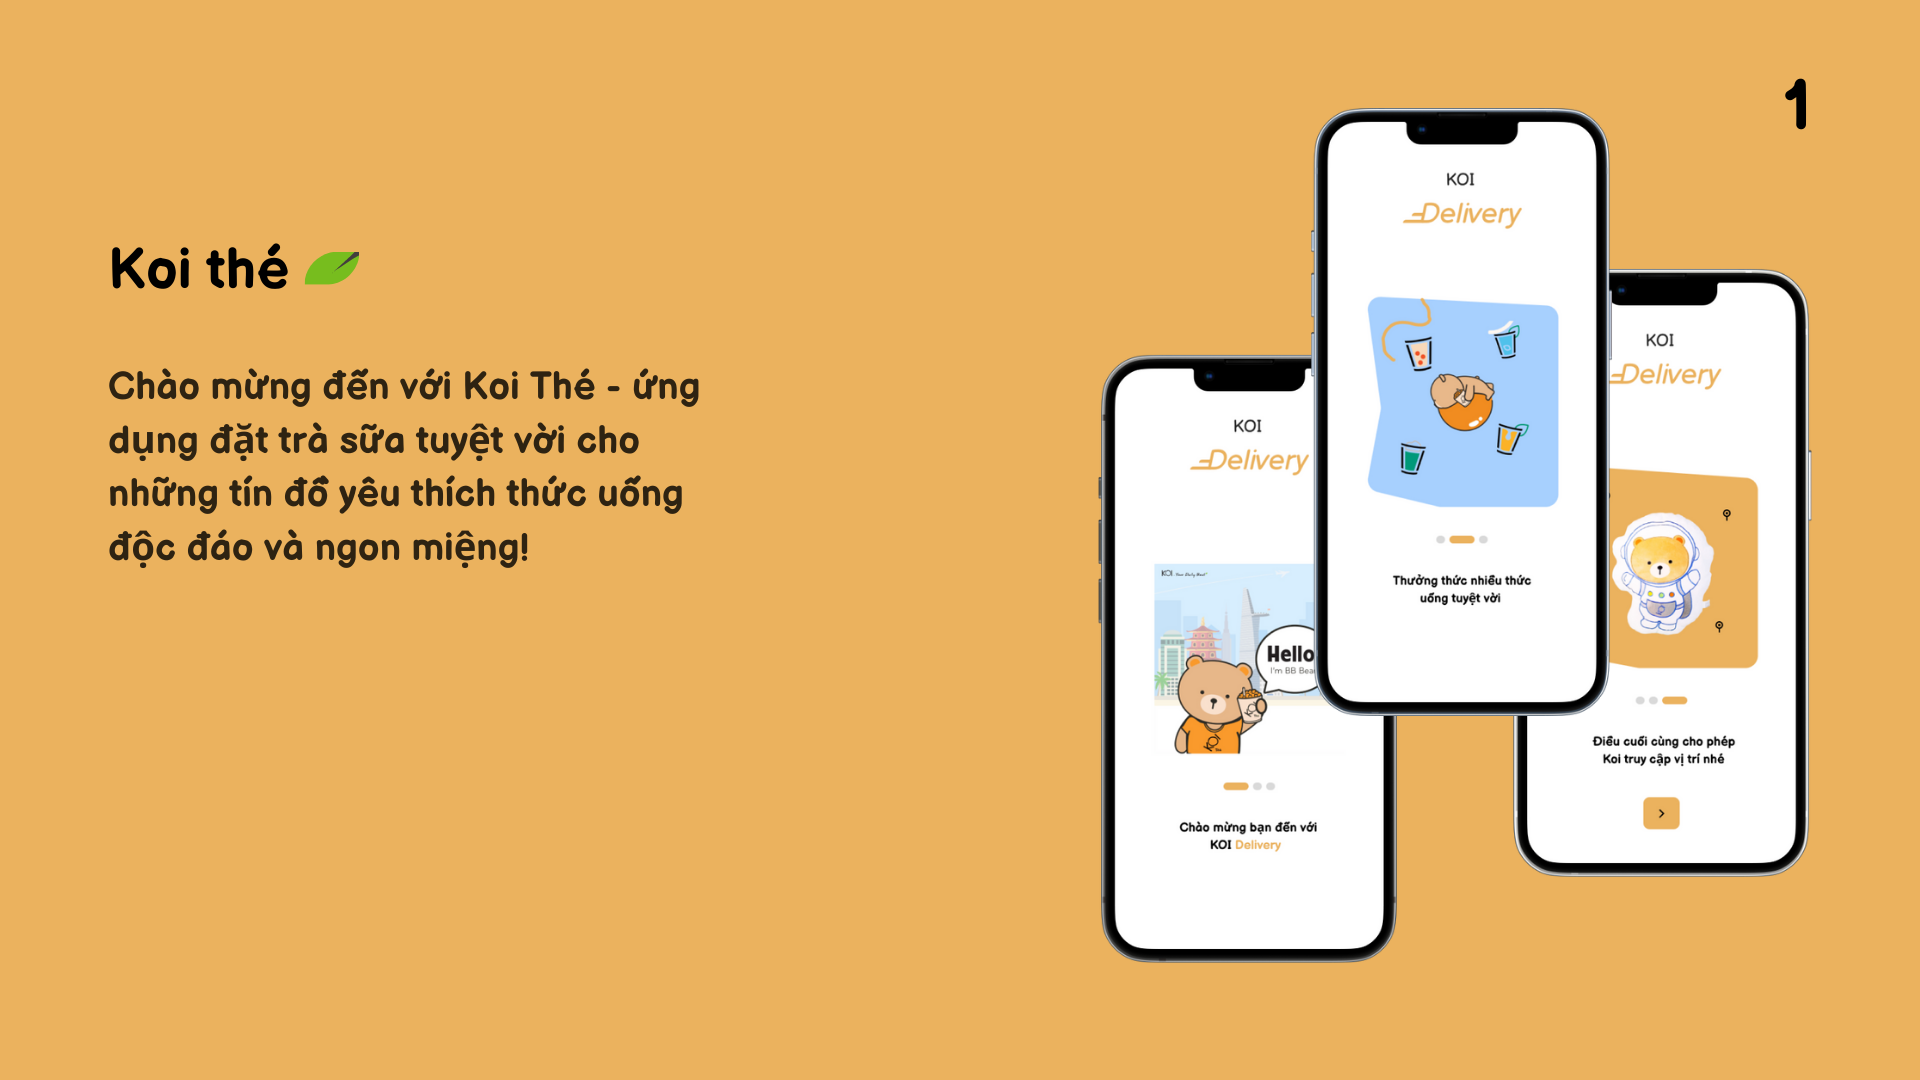 1
Koi thé
Chào mừng đến với Koi Thé - ứng
dụng đặt trà sữa tuyệt vời cho
những tín đồ yêu thích thức uống
độc đáo và ngon miệng!
KOI
Delivery
KOI Your Daily Best
Hello
I'm BB Bea
Chào mừng bạn đến với
KOI Delivery
KOI
Delivery
Thưởng thức nhiều thức
uống tuyệt vời
KOI
Delivery
Điều cuối cùng cho phép
Koi truy cập vị trí nhé